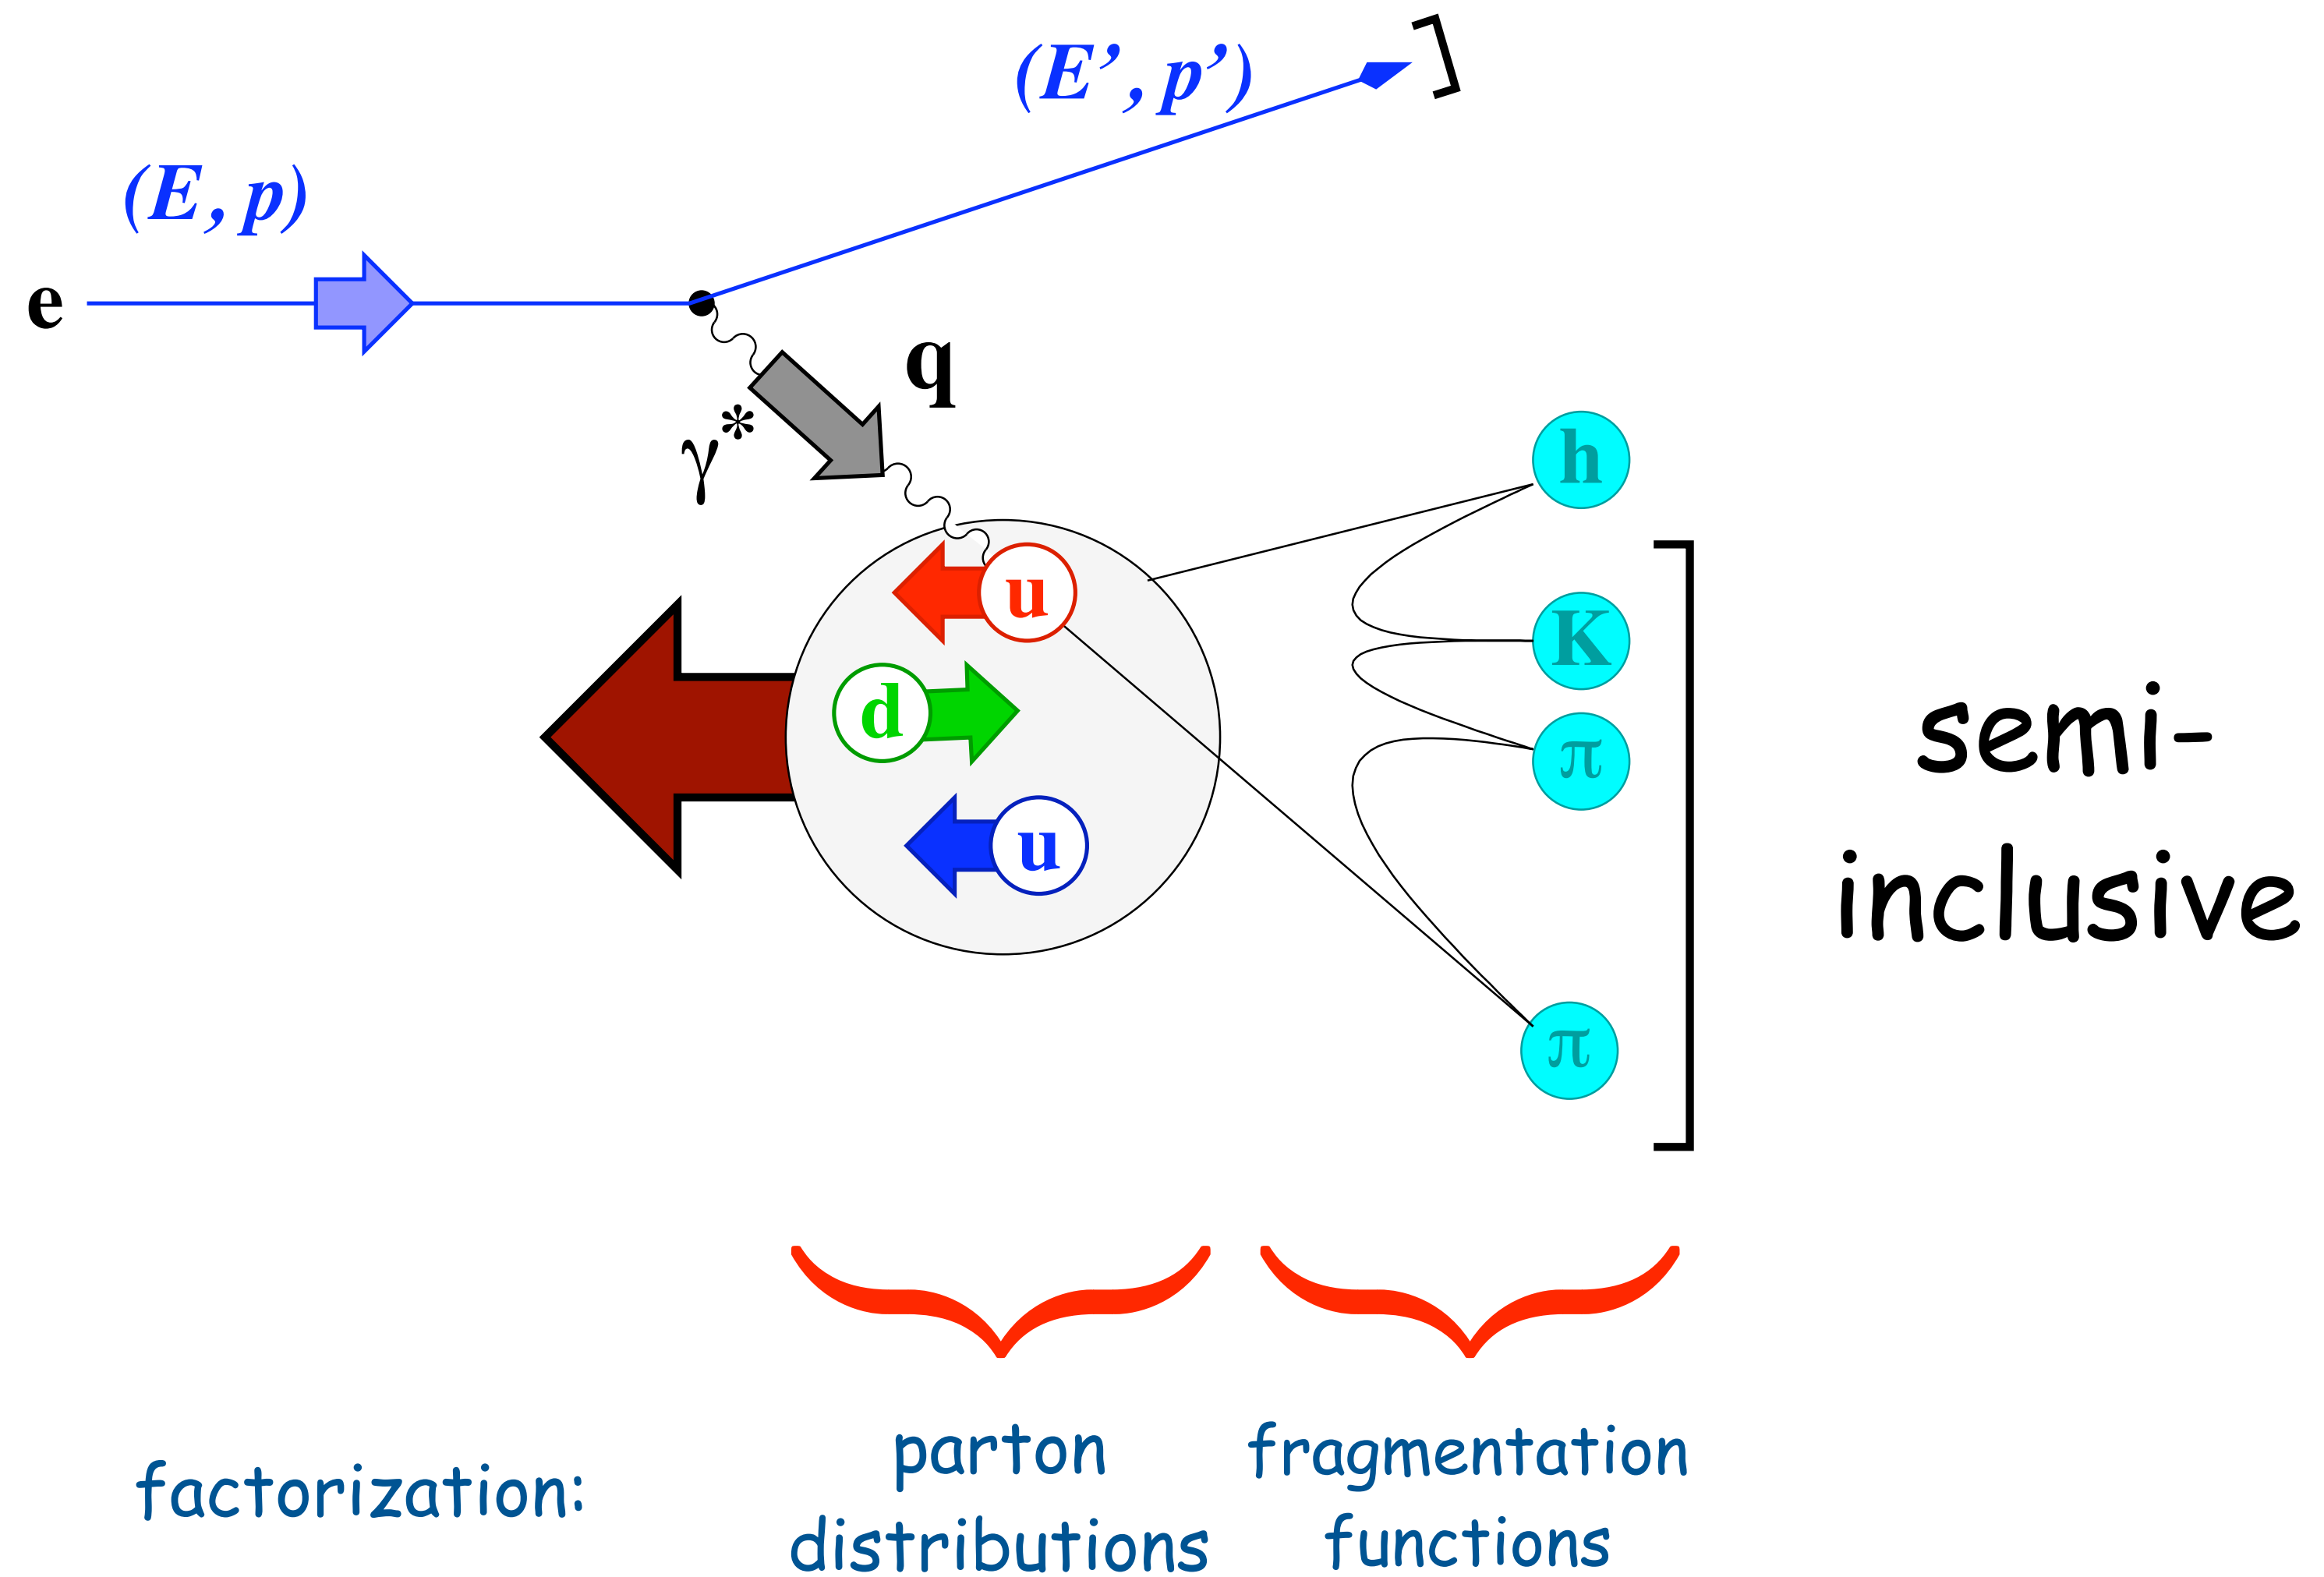 (E’, p’)
(E, p)
e
q
γ*
h
u
K
d
π
u
π
semi-
inclusive
factorization:
parton
distributions
fragmentation
functions